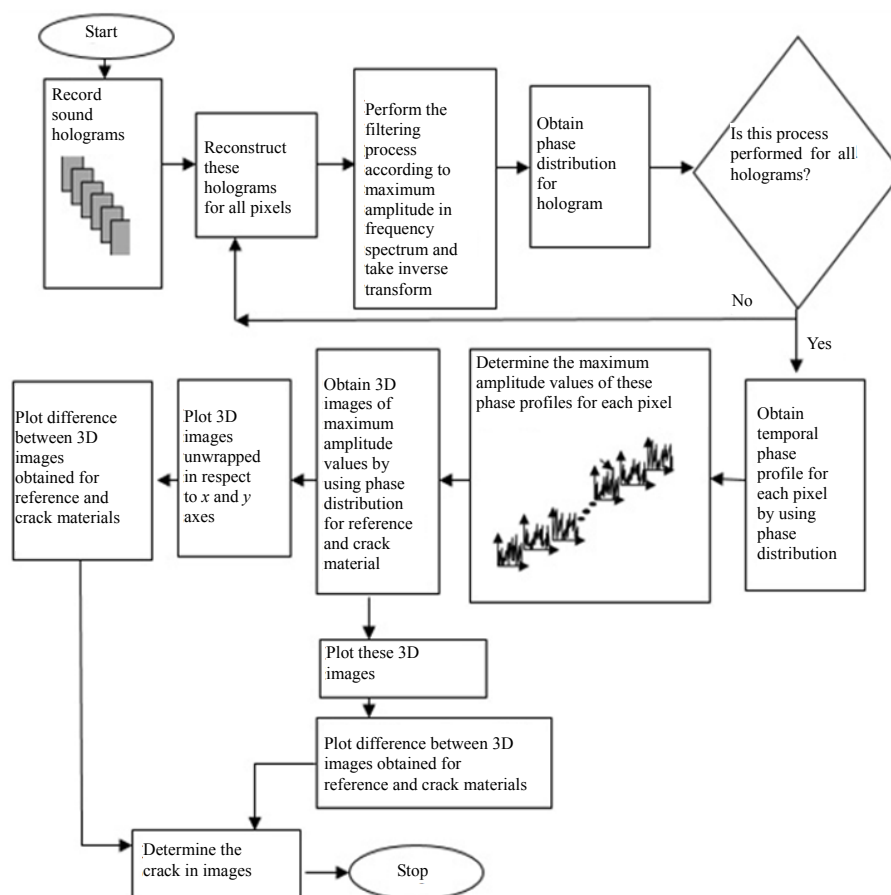 Start
Record
sound
holograms
Reconstruct
these
holograms
for all pixels
Perform the
filtering
process
according to
maximum
amplitude in
frequency
spectrum and
take inverse
transform
Obtain
phase
distribution
for
hologram
Is this process
performed for all
holograms?
No
Yes
Obtain
temporal
phase
profile for
each pixel
by using
phase
distribution
Determine the maximum
amplitude values of these
phase profiles for each pixel
Obtain 3D
images of
maximum
amplitude
values by
using phase
distribution
for reference
and crack
material
Plot 3D
images
unwrapped
in respect
to x and y
axes
Plot difference
between 3D
images
obtained for
reference and
crack materials
Plot these 3D
images
Plot difference between 3D
images obtained for
reference and crack materials
Determine the
crack in images
Stop